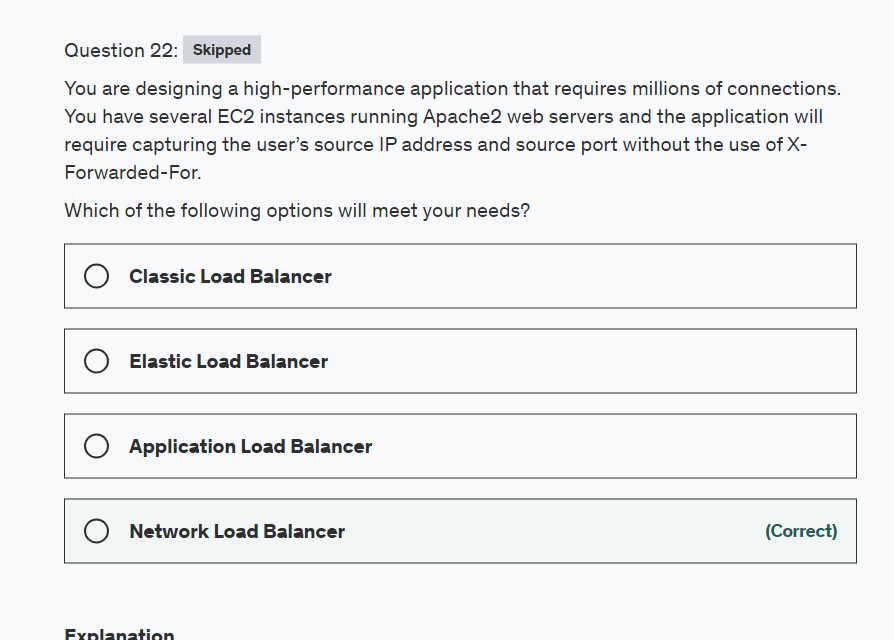 Question 22: Skipped
You are designing a high-performance application that requires millions of connections.
You have several EC2 instances running Apache2 web servers and the application will
require capturing the user’s source IP address and source port without the use of X-
Forwarded-For.
Which of the following options will meet your needs?
Classic Load Balancer
Elastic Load Balancer
Application Load Balancer
Network Load Balancer (Correct)
Explanation